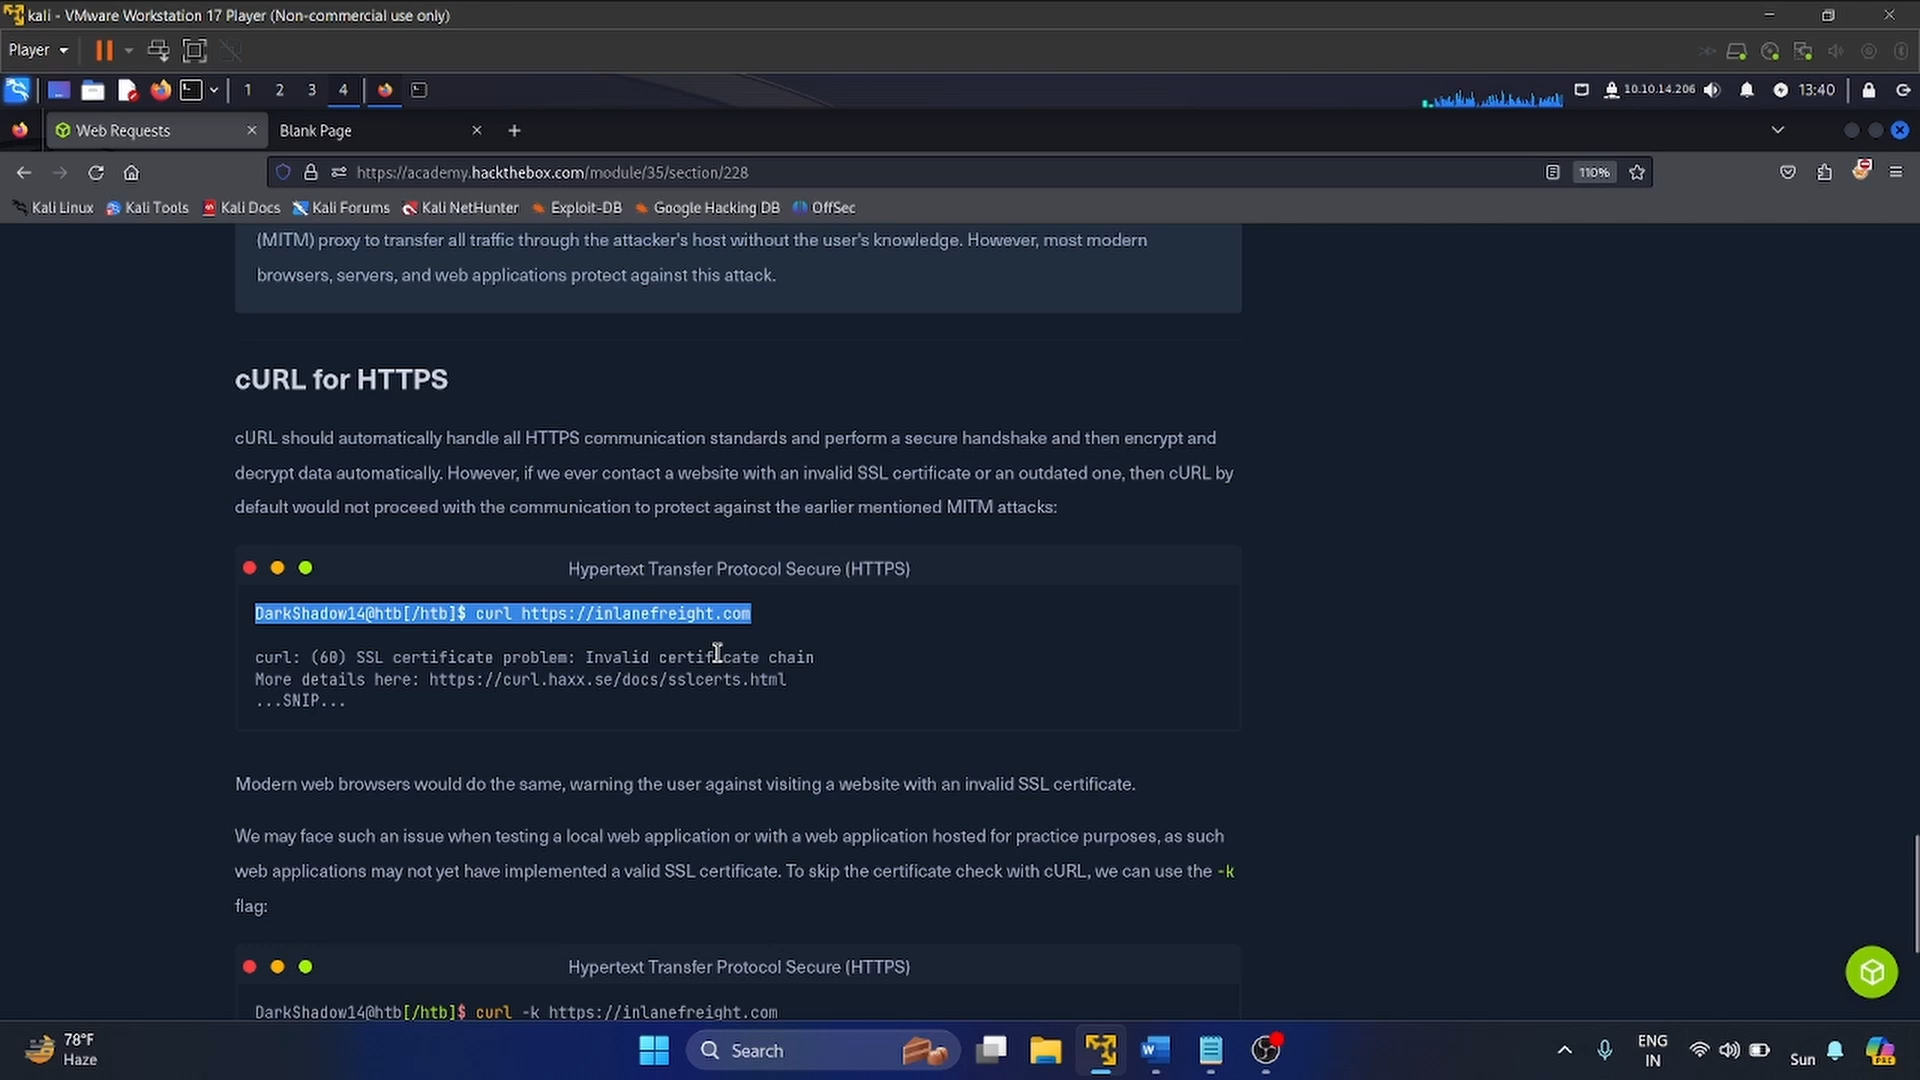 kali - VMware Workstation 17 Player (Non-commercial use only)
Player
1 2 3 4
10.10.14.206
13:40
Web Requests
Blank Page
https://academy.hackthebox.com/module/35/section/228
110%
Kali Linux
Kali Tools
Kali Docs
Kali Forums
Kali NetHunter
Exploit-DB
Google Hacking DB
OffSec
(MITM) proxy to transfer all traffic through the attacker's host without the user's knowledge. However, most modern
browsers, servers, and web applications protect against this attack.
cURL for HTTPS
cURL should automatically handle all HTTPS communication standards and perform a secure handshake and then encrypt and
decrypt data automatically. However, if we ever contact a website with an invalid SSL certificate or an outdated one, then cURL by
default would not proceed with the communication to protect against the earlier mentioned MITM attacks:
Hypertext Transfer Protocol Secure (HTTPS)
DarkShadow14@htb[/htb]$ curl https://inlanefreight.com
curl: (60) SSL certificate problem: Invalid certificate chain
More details here: https://curl.haxx.se/docs/sslcerts.html
...SNIP...
Modern web browsers would do the same, warning the user against visiting a website with an invalid SSL certificate.
We may face such an issue when testing a local web application or with a web application hosted for practice purposes, as such
web applications may not yet have implemented a valid SSL certificate. To skip the certificate check with cURL, we can use the -k
flag:
Hypertext Transfer Protocol Secure (HTTPS)
DarkShadow14@htb[/htb]$ curl -k https://inlanefreight.com
78°F
Haze
Search
ENG
IN
Sun